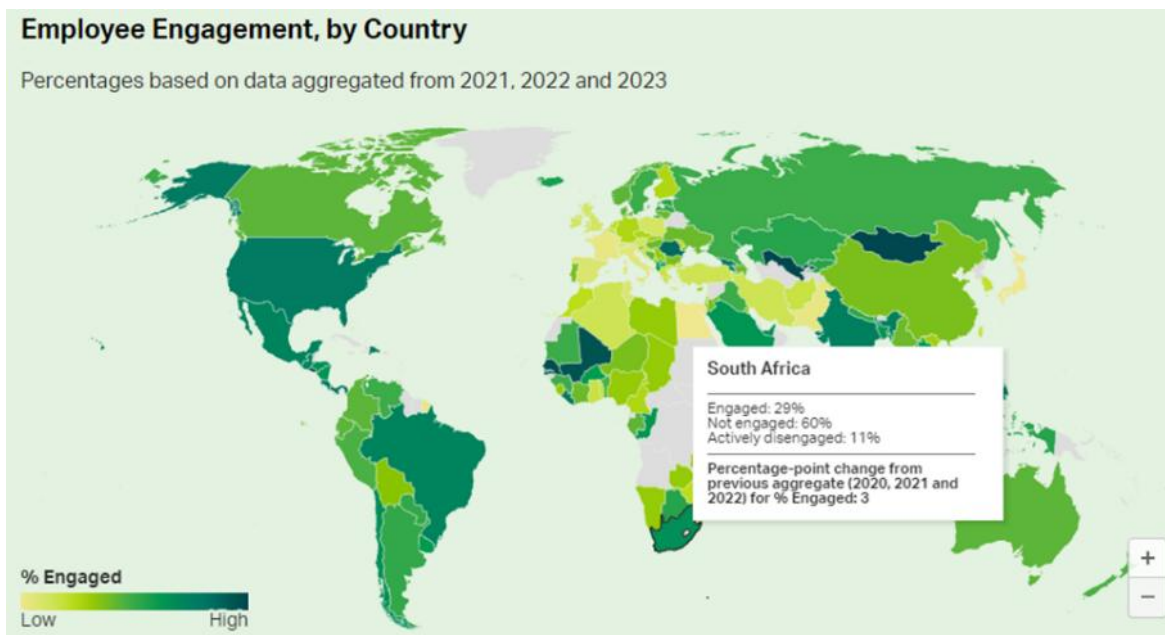 Employee Engagement, by Country
Percentages based on data aggregated from 2021, 2022 and 2023
South Africa
Engaged: 29%
Not engaged: 60%
Actively disengaged: 11%
Percentage-point change from
previous aggregate (2020, 2021 and
2022) for % Engaged: 3
% Engaged
Low High
+
−